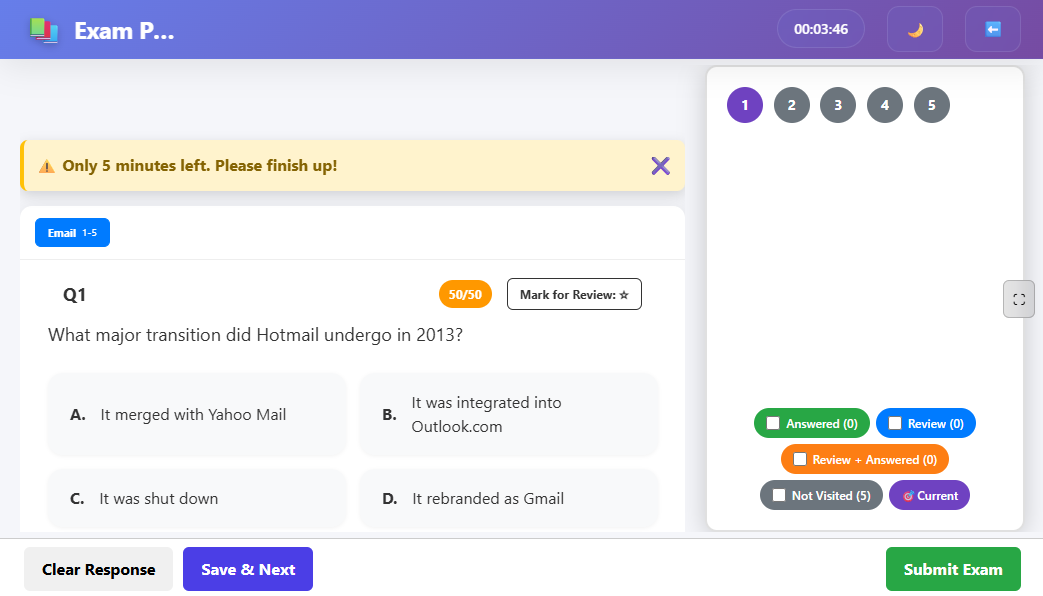 Exam P...
00:03:46
1 2 3 4 5
Only 5 minutes left. Please finish up!
Email 1-5
Q1
50/50
Mark for Review: ☆
What major transition did Hotmail undergo in 2013?
A. It merged with Yahoo Mail
B. It was integrated into
Outlook.com
C. It was shut down
D. It rebranded as Gmail
Answered (0)
Review (0)
Review + Answered (0)
Not Visited (5)
Current
Clear Response
Save & Next
Submit Exam